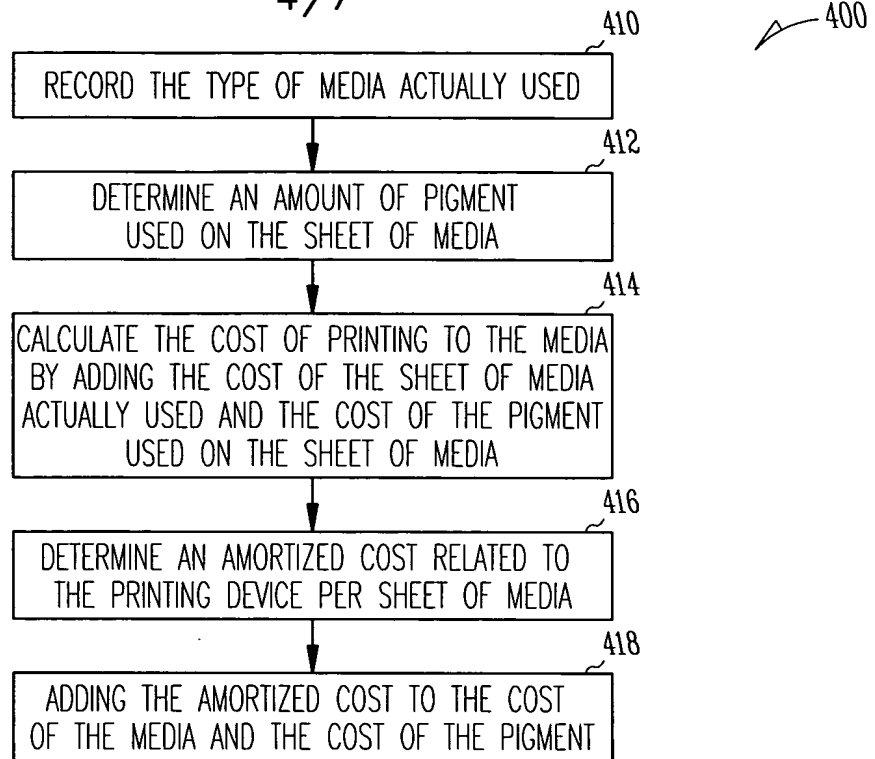 410
400
RECORD THE TYPE OF MEDIA ACTUALLY USED
412
DETERMINE AN AMOUNT OF PIGMENT
USED ON THE SHEET OF MEDIA
414
CALCULATE THE COST OF PRINTING TO THE MEDIA
BY ADDING THE COST OF THE SHEET OF MEDIA
ACTUALLY USED AND THE COST OF THE PIGMENT
USED ON THE SHEET OF MEDIA
416
DETERMINE AN AMORTIZED COST RELATED TO
THE PRINTING DEVICE PER SHEET OF MEDIA
418
ADDING THE AMORTIZED COST TO THE COST
OF THE MEDIA AND THE COST OF THE PIGMENT